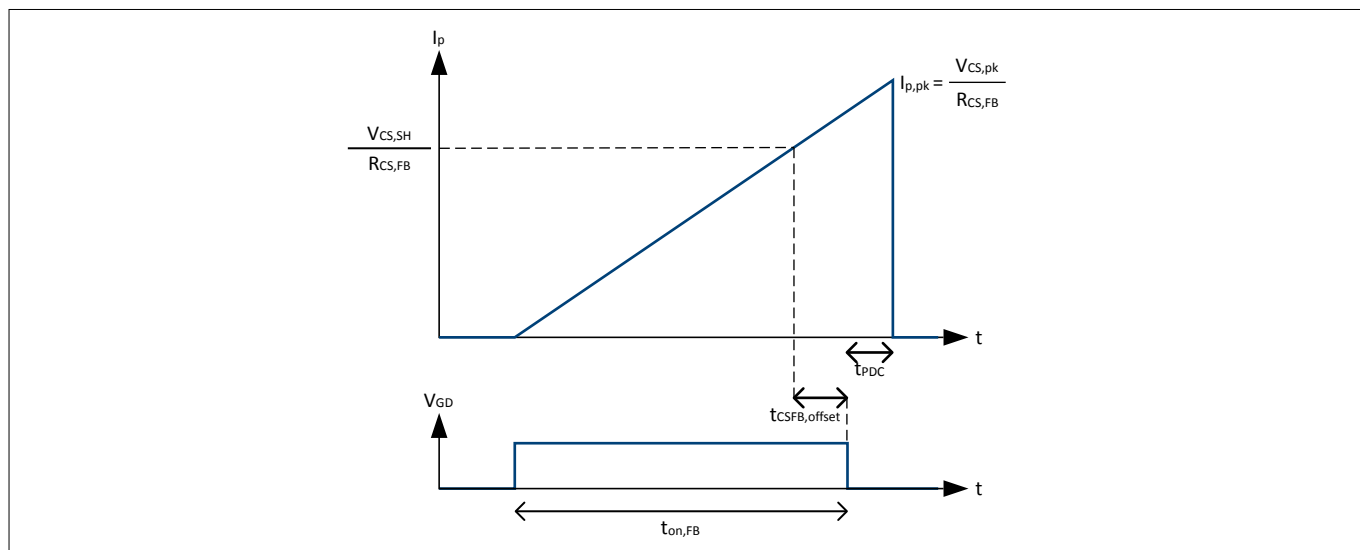 Ip
Ip,pk = VCS,pk
RCS,FB
VCS,SH
RCS,FB
t
tPDC
tCSFB,offset
VGD
t
ton,FB